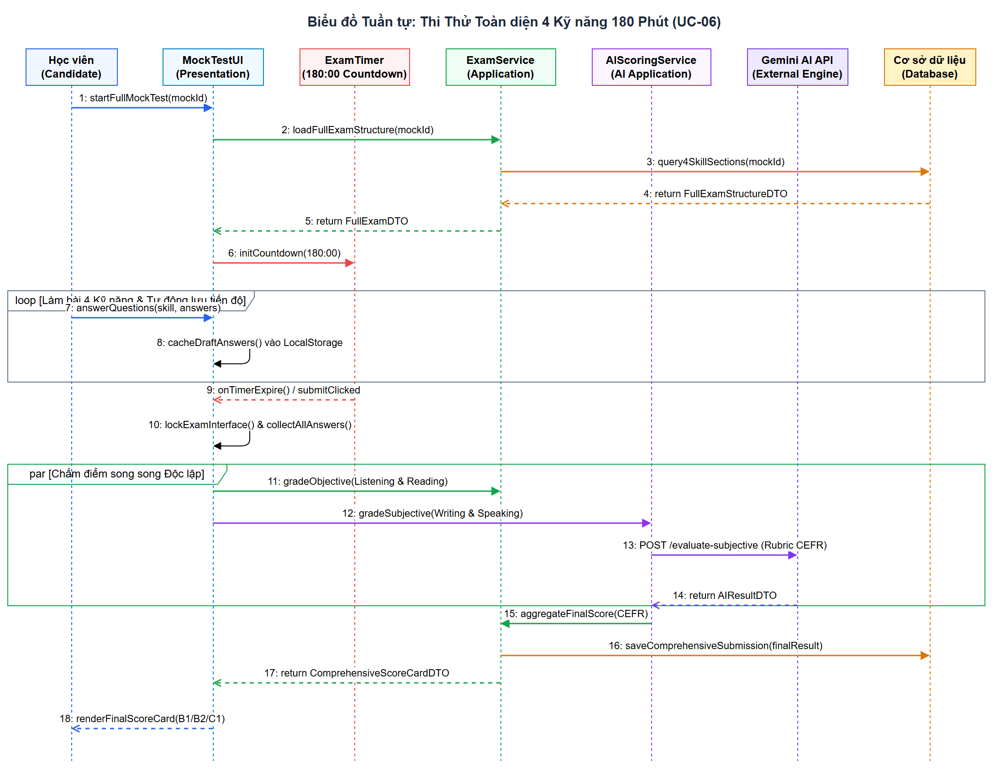 Biểu đồ Tuần tự: Thi Thử Toàn diện 4 Kỹ năng 180 Phút (UC-06)
Học viên
(Candidate)
MockTestUI
(Presentation)
ExamTimer
(180:00 Countdown)
ExamService
(Application)
AIScoringService
(AI Application)
Gemini AI API
(External Engine)
Cơ sở dữ liệu
(Database)
1: startFullMockTest(mockId)
2: loadFullExamStructure(mockId)
3: query4SkillSections(mockId)
4: return FullExamStructureDTO
5: return FullExamDTO
6: initCountdown(180:00)
loop [Làm bài 4 Kỹ năng & Tự động lưu tiến độ]
7: answerQuestions(skill, answers)
8: cacheDraftAnswers() vào LocalStorage
9: onTimerExpire() / submitClicked
10: lockExamInterface() & collectAllAnswers()
par [Chấm điểm song song Độc lập]
11: gradeObjective(Listening & Reading)
12: gradeSubjective(Writing & Speaking)
13: POST /evaluate-subjective (Rubric CEFR)
14: return AIResultDTO
15: aggregateFinalScore(CEFR)
16: saveComprehensiveSubmission(finalResult)
17: return ComprehensiveScoreCardDTO
18: renderFinalScoreCard(B1/B2/C1)